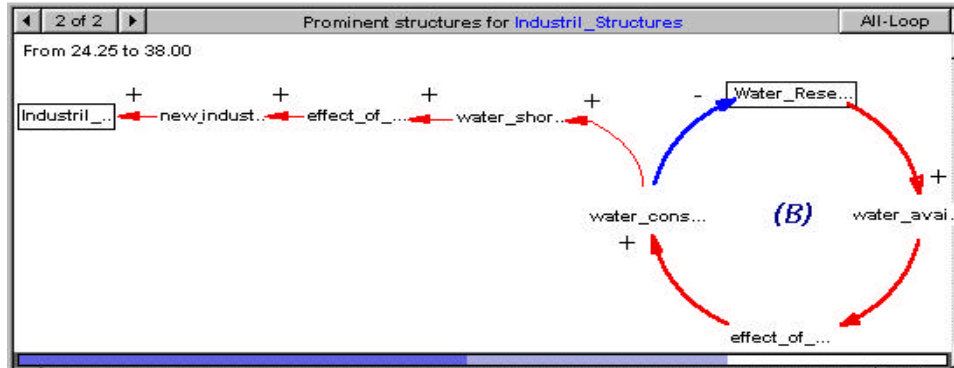 2 of 2 Prominent structures for Industril_Structures All-Loop
From 24.25 to 38.00
+ + + + - Water_Rese...
Industril_... new_indust... effect_of_... water_shor...
+
water_cons... (B) water_avai...
+
effect_of_...